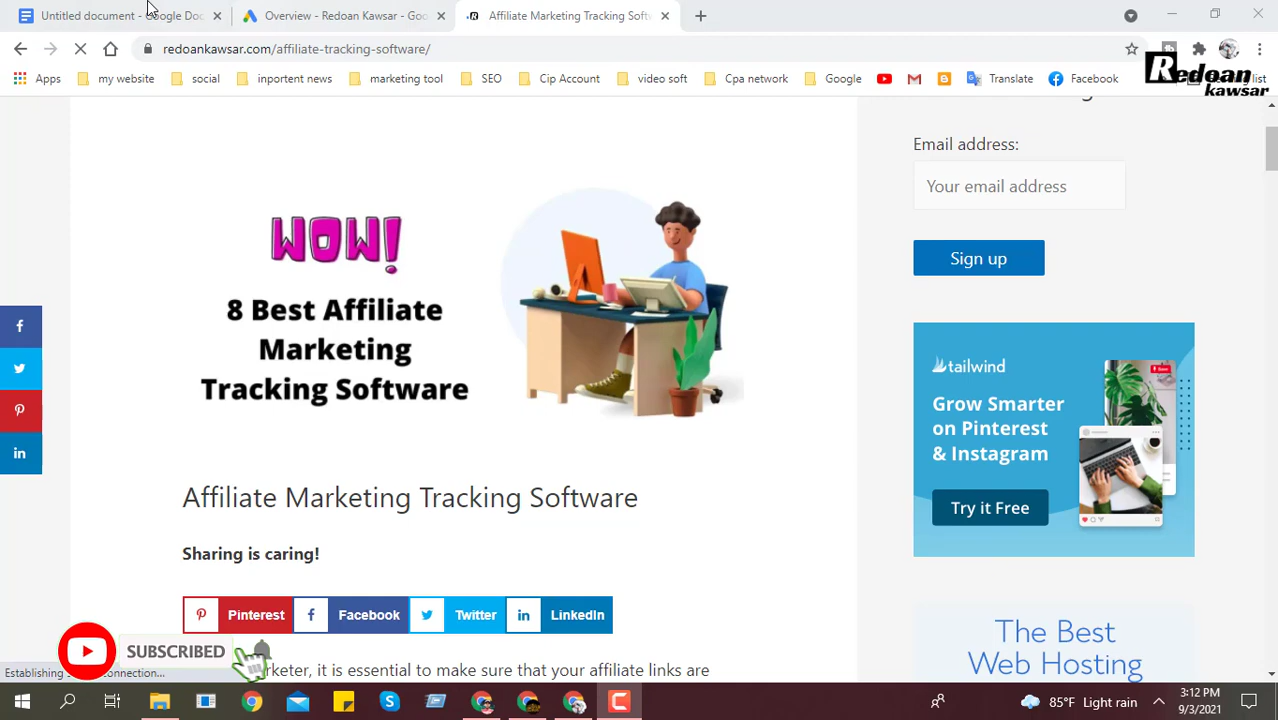 Untitled document - Google Doc
Overview - Redoan Kawsar - Goo
Affiliate Marketing Tracking Softw
redoankawsar.com/affiliate-tracking-software/
Apps my website social inportent news marketing tool SEO Cip Account video soft Cpa network Google Translate Facebook
Redoan
kawsar
Email address:
Your email address
Sign up
WOW!
8 Best Affiliate
Marketing
Tracking Software
tailwind
Grow Smarter
on Pinterest
& Instagram
Try it Free
Affiliate Marketing Tracking Software
Sharing is caring!
Pinterest Facebook Twitter LinkedIn
The Best
Web Hosting
SUBSCRIBED
, it is essential to make sure that your affiliate links are
85°F Light rain
3:12 PM
9/3/2021